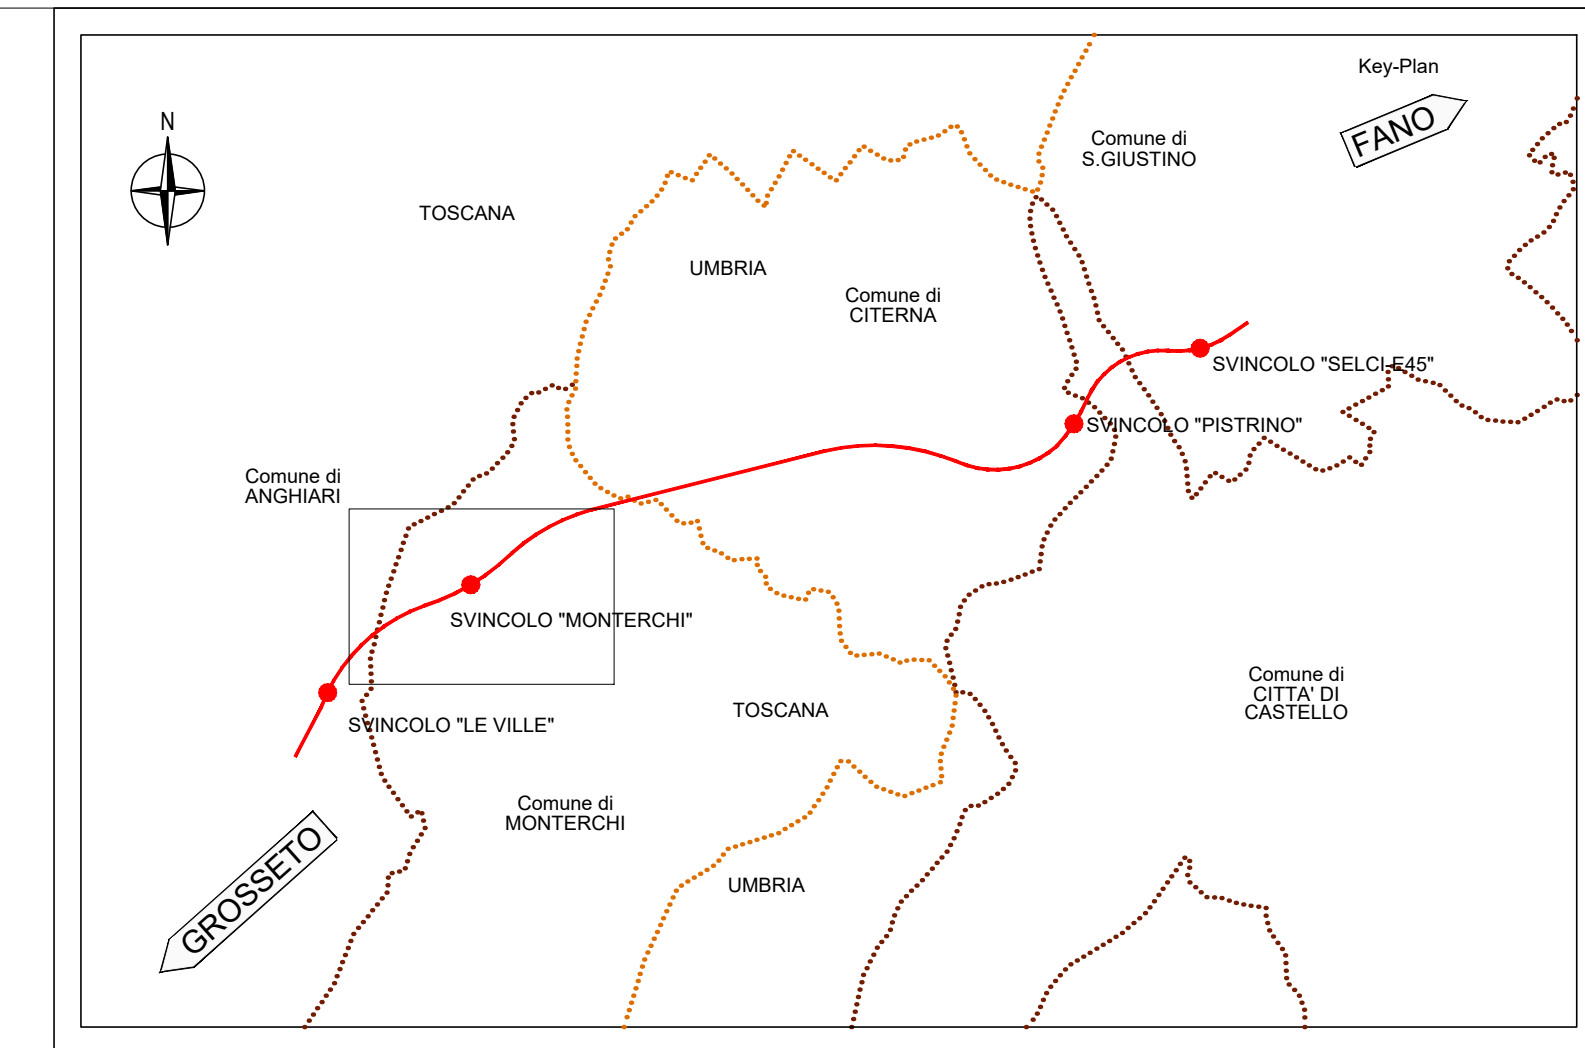 Key-Plan
FANO
N
Comune di
S.GIUSTINO
TOSCANA
UMBRIA
Comune di
CITERNA
SVINCOLO "SELCI-E45"
SVINCOLO "PISTRINO"
Comune di
ANGHIARI
SVINCOLO "MONTERCHI"
Comune di
CITTA' DI
CASTELLO
TOSCANA
SVINCOLO "LE VILLE"
Comune di
MONTERCHI
GROSSETO
UMBRIA